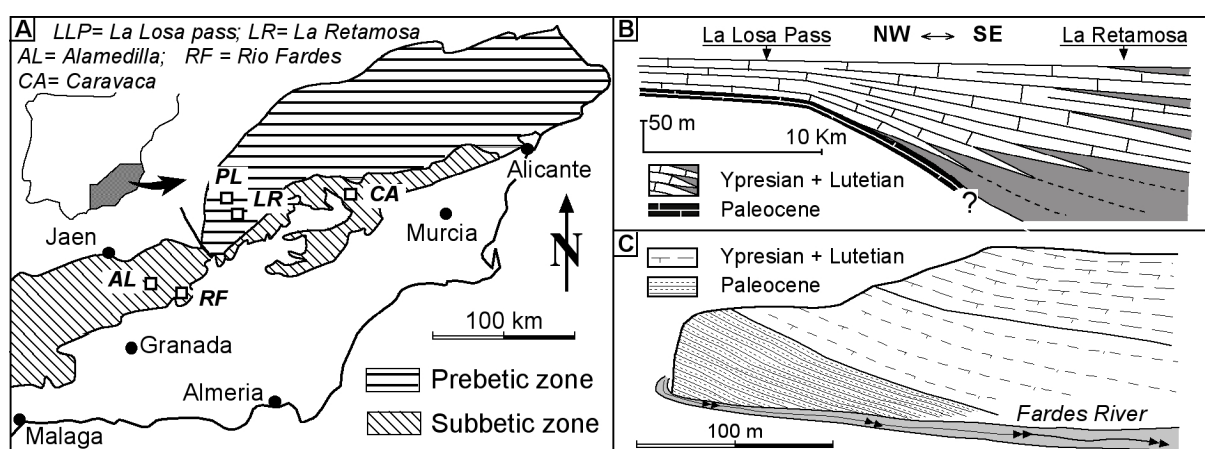 A
LLP= La Losa pass; LR= La Retamosa
AL= Alamedilla; RF = Rio Fardes
CA= Caravaca
PL
LR
CA
Alicante
Murcia
Jaen
AL
RF
N
Granada
100 km
Almeria
Prebetic zone
Subbetic zone
Malaga
B
NW ↔ SE
La Losa Pass
La Retamosa
50 m
10 Km
Ypresian + Lutetian
Paleocene
?
C
Ypresian + Lutetian
Paleocene
Fardes River
100 m